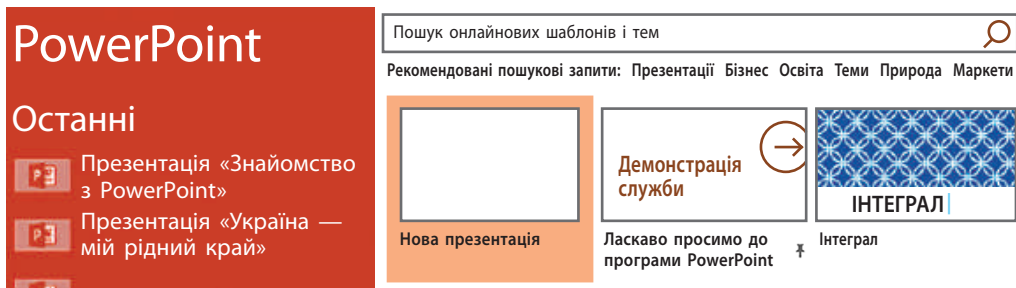 PowerPoint
Останні
Презентація «Знайомство
з PowerPoint»
Презентація «Україна —
мій рідний край»
Пошук онлайнових шаблонів і тем
Рекомендовані пошукові запити: Презентації Бізнес Освіта Теми Природа Маркети
Нова презентація
Демонстрація
служби
Ласкаво просимо до
програми PowerPoint
ІНТЕГРАЛ
Інтеграл